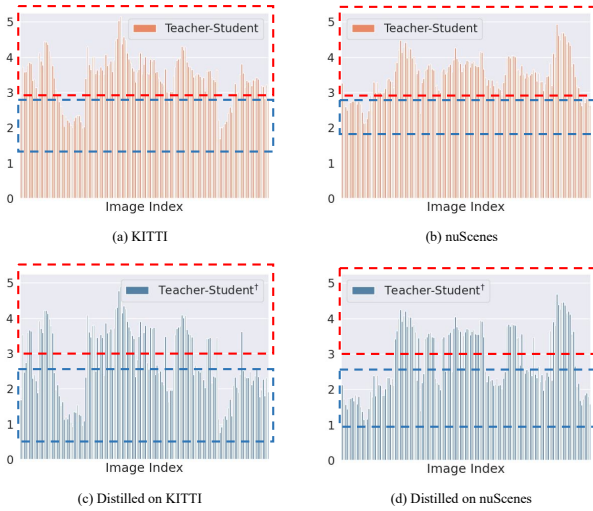 5 Teacher-Student
4
3
2
1
0
Image Index
(a) KITTI
5 Teacher-Student
4
3
2
1
0
Image Index
(b) nuScenes
5 Teacher-Student†
4
3
2
1
0
Image Index
(c) Distilled on KITTI
5 Teacher-Student†
4
3
2
1
0
Image Index
(d) Distilled on nuScenes